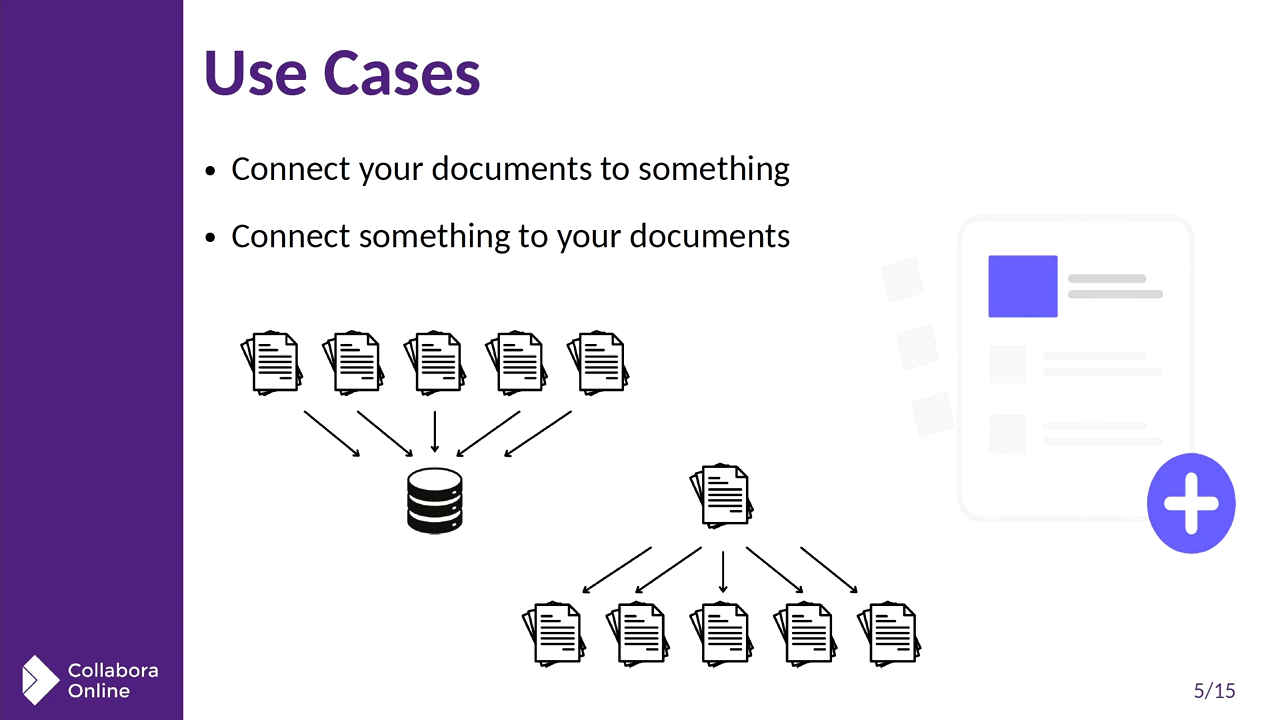 Use Cases
• Connect your documents to something
• Connect something to your documents
Collabora
Online
5/15